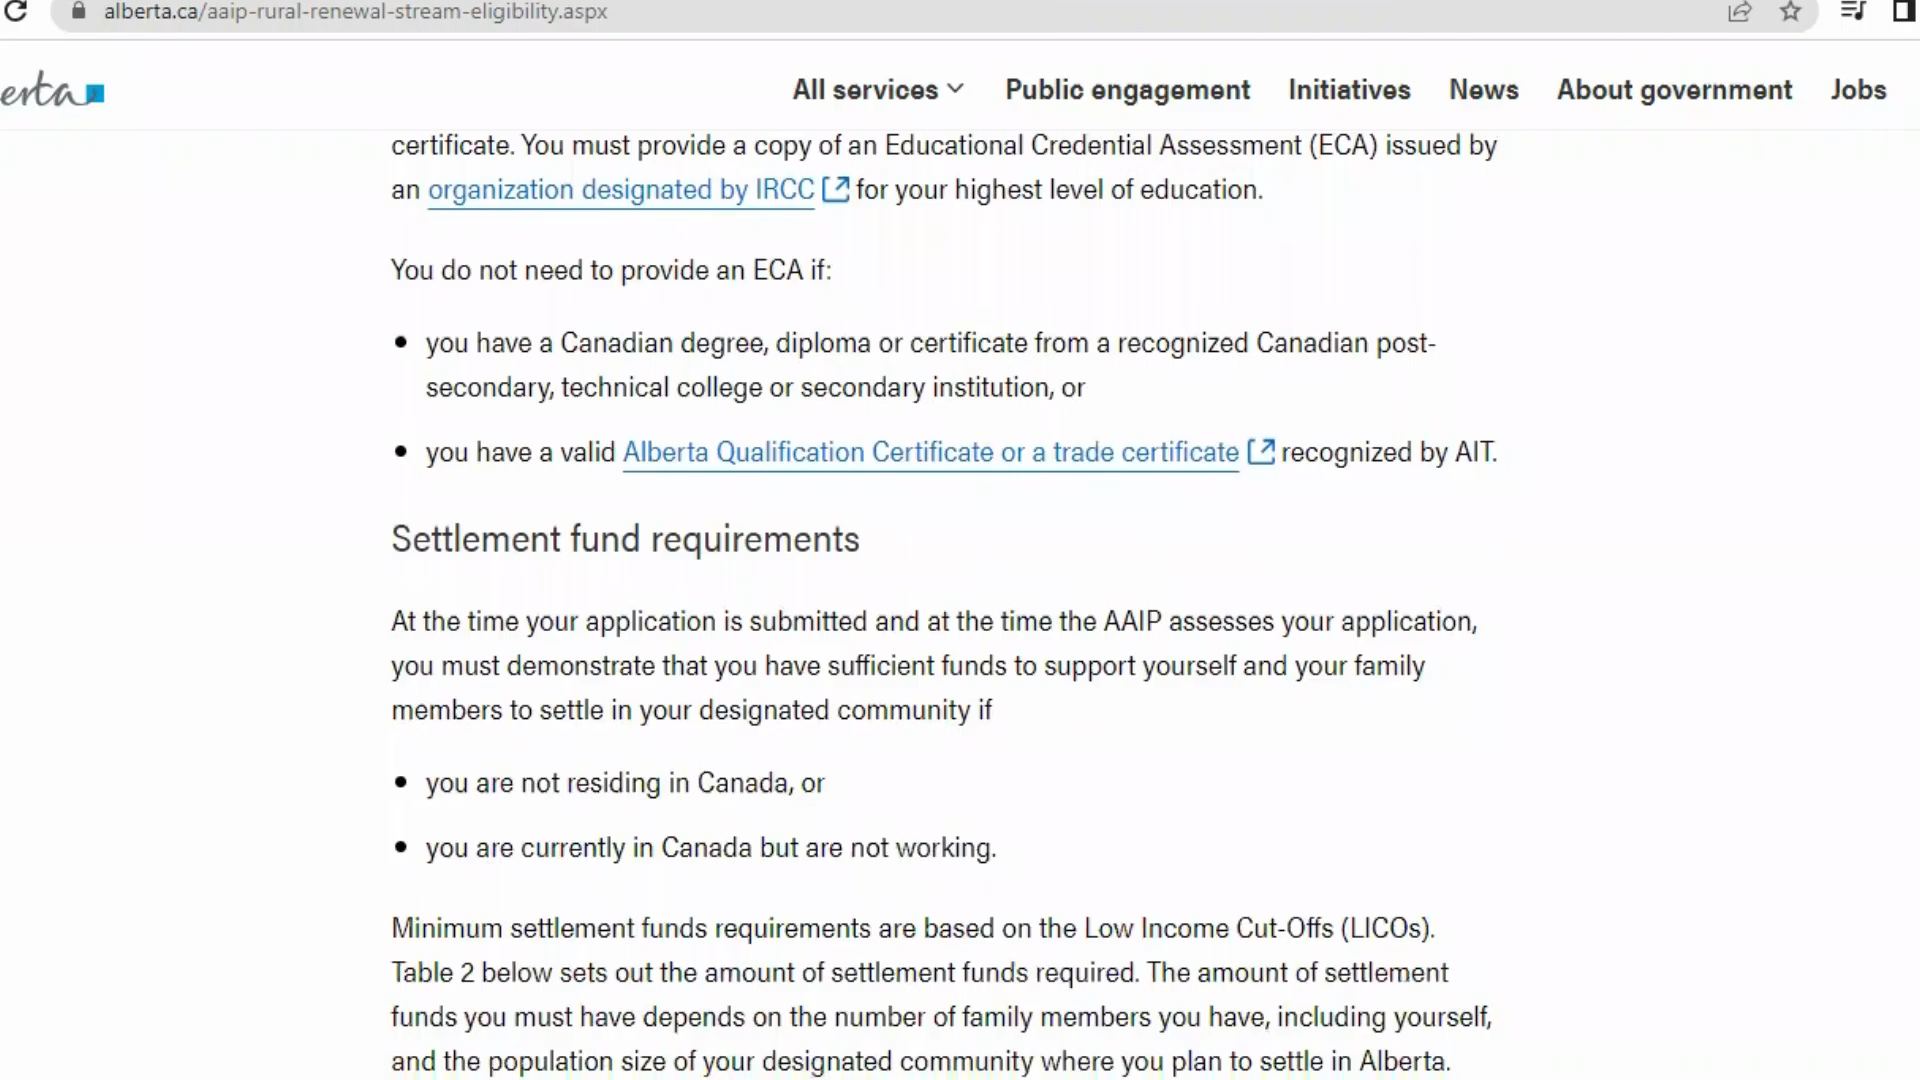 alberta.ca/aaip-rural-renewal-stream-eligibility.aspx
erta
All services Public engagement Initiatives News About government Jobs
certificate. You must provide a copy of an Educational Credential Assessment (ECA) issued by
an organization designated by IRCC for your highest level of education.
You do not need to provide an ECA if:
• you have a Canadian degree, diploma or certificate from a recognized Canadian post-
secondary, technical college or secondary institution, or
• you have a valid Alberta Qualification Certificate or a trade certificate recognized by AIT.
Settlement fund requirements
At the time your application is submitted and at the time the AAIP assesses your application,
you must demonstrate that you have sufficient funds to support yourself and your family
members to settle in your designated community if
• you are not residing in Canada, or
• you are currently in Canada but are not working.
Minimum settlement funds requirements are based on the Low Income Cut-Offs (LICOs).
Table 2 below sets out the amount of settlement funds required. The amount of settlement
funds you must have depends on the number of family members you have, including yourself,
and the population size of your designated community where you plan to settle in Alberta.